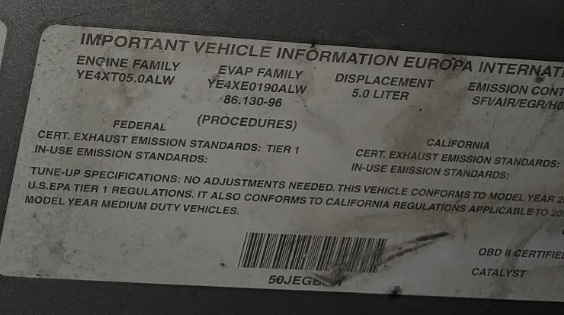 IMPORTANT VEHICLE INFORMATION EUROPA INTERNATI
ENGINE FAMILY
YE4XT05.0ALW
EVAP FAMILY
YE4XE0190ALW
86.130-96
DISPLACEMENT
5.0 LITER
EMISSION CONT
SFI/AIR/EGR/HO
(PROCEDURES)
FEDERAL
CERT. EXHAUST EMISSION STANDARDS: TIER 1
IN-USE EMISSION STANDARDS:
CALIFORNIA
CERT. EXHAUST EMISSION STANDARDS:
IN-USE EMISSION STANDARDS:
TUNE-UP SPECIFICATIONS: NO ADJUSTMENTS NEEDED. THIS VEHICLE CONFORMS TO MODEL YEAR 20
U.S.EPA TIER 1 REGULATIONS. IT ALSO CONFORMS TO CALIFORNIA REGULATIONS APPLICABLE TO 20
MODEL YEAR MEDIUM DUTY VEHICLES.
OBD II CERTIFIE
CATALYST
50JEG